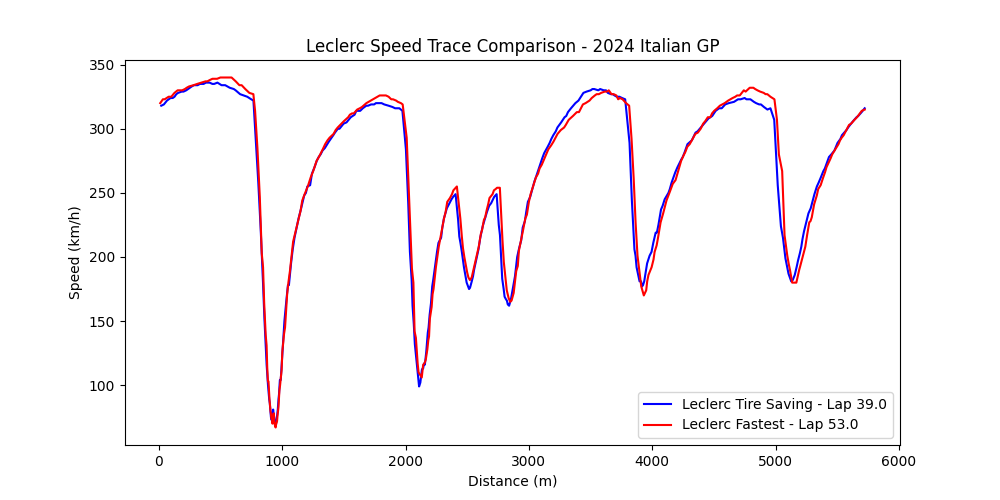 Leclerc Speed Trace Comparison - 2024 Italian GP
350
300
250
200
150
100
Speed (km/h)
0
1000
2000
3000
4000
5000
6000
Distance (m)
Leclerc Tire Saving - Lap 39.0
Leclerc Fastest - Lap 53.0